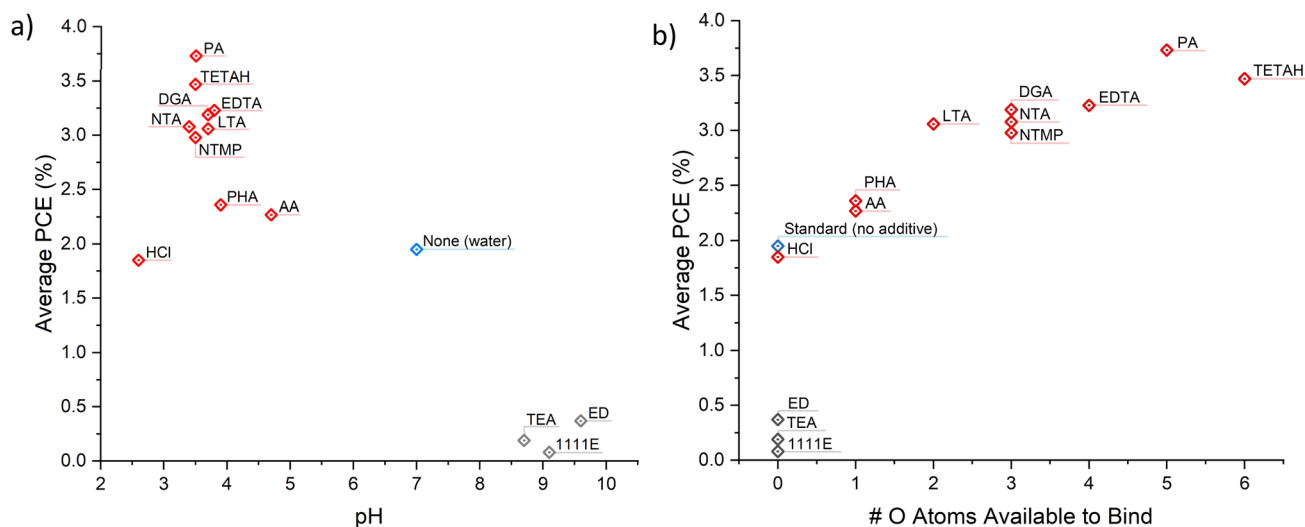 a)
4.0
3.5
3.0
2.5
2.0
1.5
1.0
0.5
0.0
Average PCE (%)
PA
TETAH
DGA
EDTA
NTA
LTA
NTMP
PHA
AA
HCl
None (water)
TEA
ED
1111E
2
3
4
5
6
7
8
9
10
pH
b)
4.0
3.5
3.0
2.5
2.0
1.5
1.0
0.5
0.0
Average PCE (%)
PA
TETAH
DGA
EDTA
LTA
NTA
NTMP
PHA
AA
Standard (no additive)
HCl
ED
TEA
1111E
0
1
2
3
4
5
6
# O Atoms Available to Bind